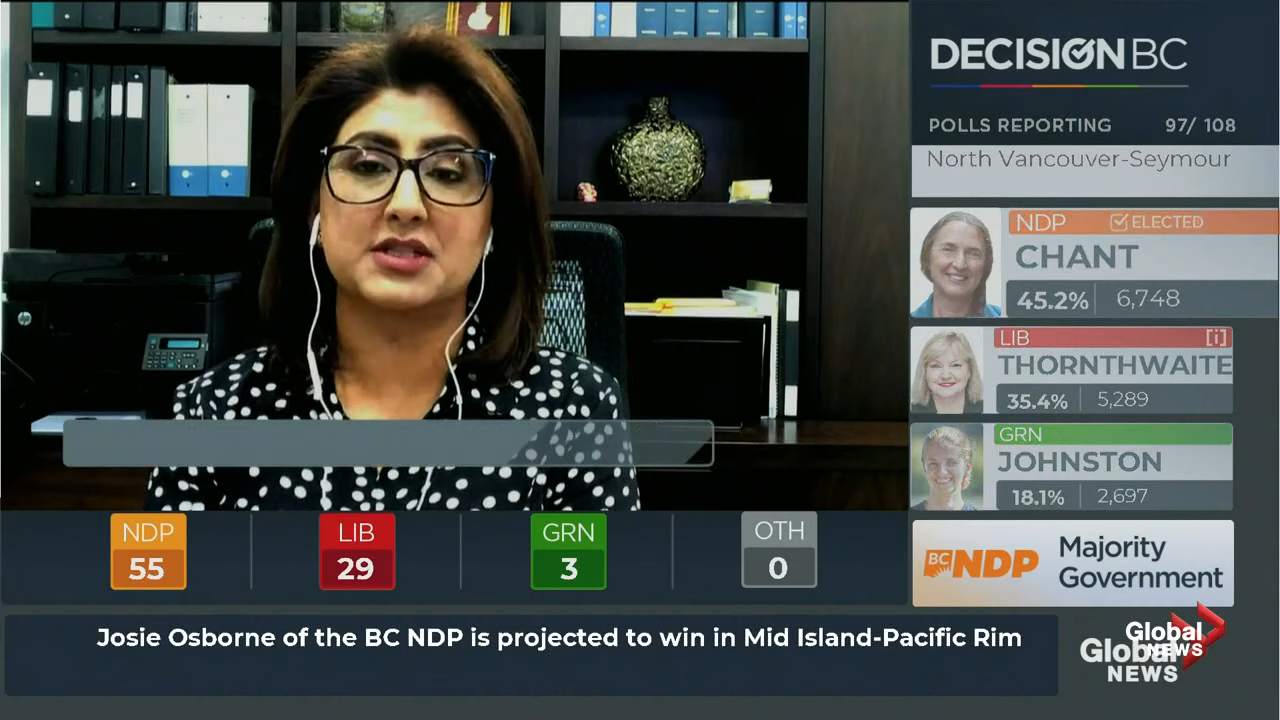 DECISION BC
POLLS REPORTING 97/ 108
North Vancouver-Seymour
NDP ELECTED
CHANT
45.2% 6,748
LIB [i]
THORNTHWAITE
35.4% 5,289
GRN
JOHNSTON
18.1% 2,697
BC NDP
Majority
Government
hp
NDP
55
LIB
29
GRN
3
OTH
0
Josie Osborne of the BC NDP is projected to win in Mid Island-Pacific Rim
Global
NEWS
Global
NEWS